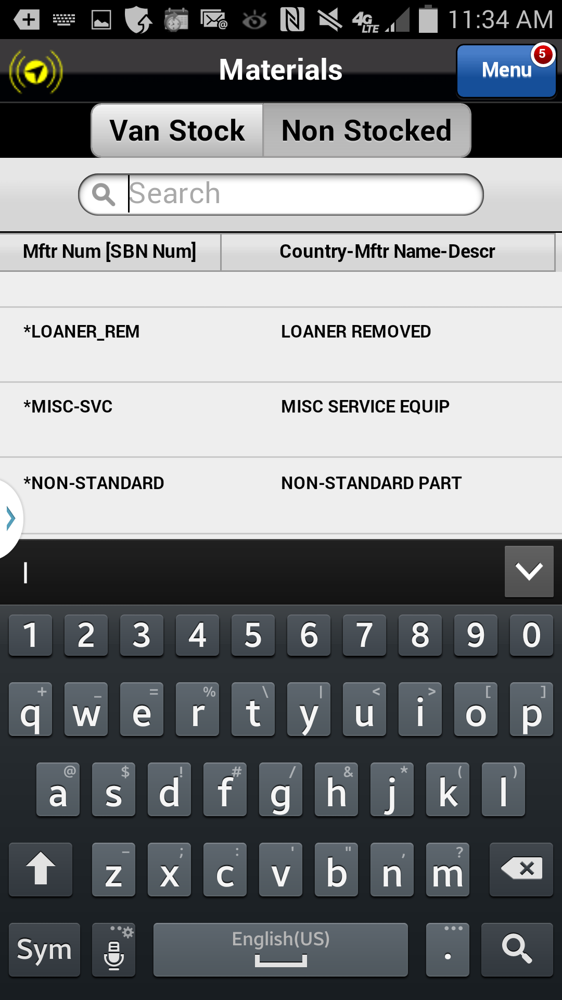 4G LTE 11:34 AM
Materials
Menu
5
Van Stock
Non Stocked
Search
Mftr Num [SBN Num]
Country-Mftr Name-Descr
*LOANER_REM
LOANER REMOVED
*MISC-SVC
MISC SERVICE EQUIP
*NON-STANDARD
NON-STANDARD PART
1 2 3 4 5 6 7 8 9 0
+ _ = % \ | < > [ ]
q w e r t y u i o p
@ $ ! # / & * ( )
a s d f g h j k l
- ; : ' " , ?
z x c v b n m
Sym
English(US)
.